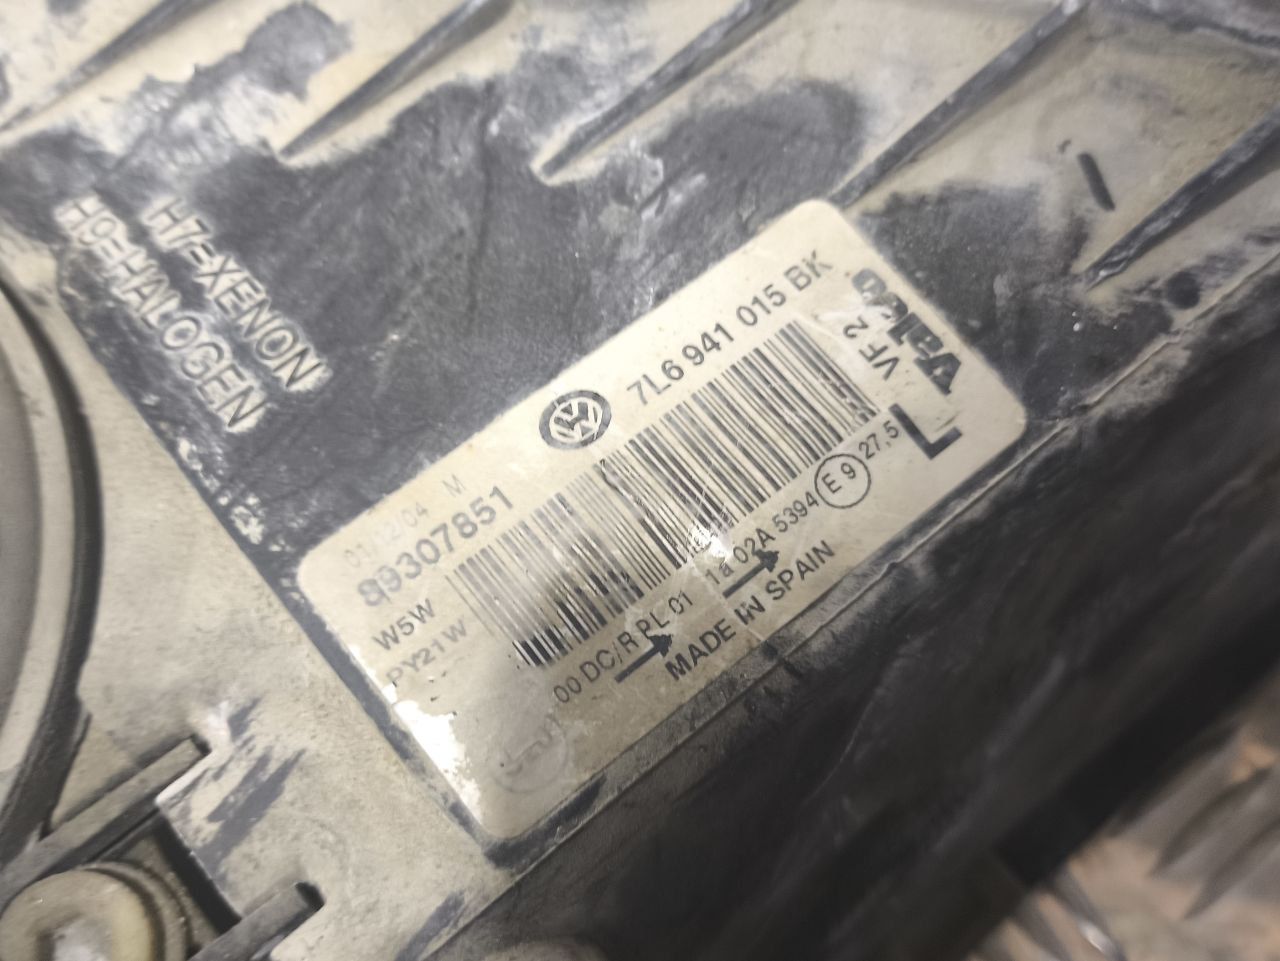 H7=XENON
H9=HALOGEN
7L6 941 015 BK
Valeo
VF 2
L
M
89307851
W5W
PY21W
00 DC/R PL 01 1a 02A 5394 E 9 27,5
MADE IN SPAIN